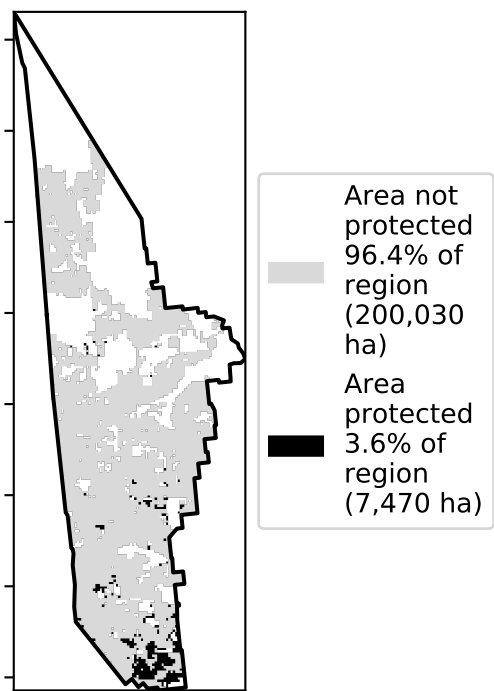 Area not
protected
96.4% of
region
(200,030
ha)
Area
protected
3.6% of
region
(7,470 ha)